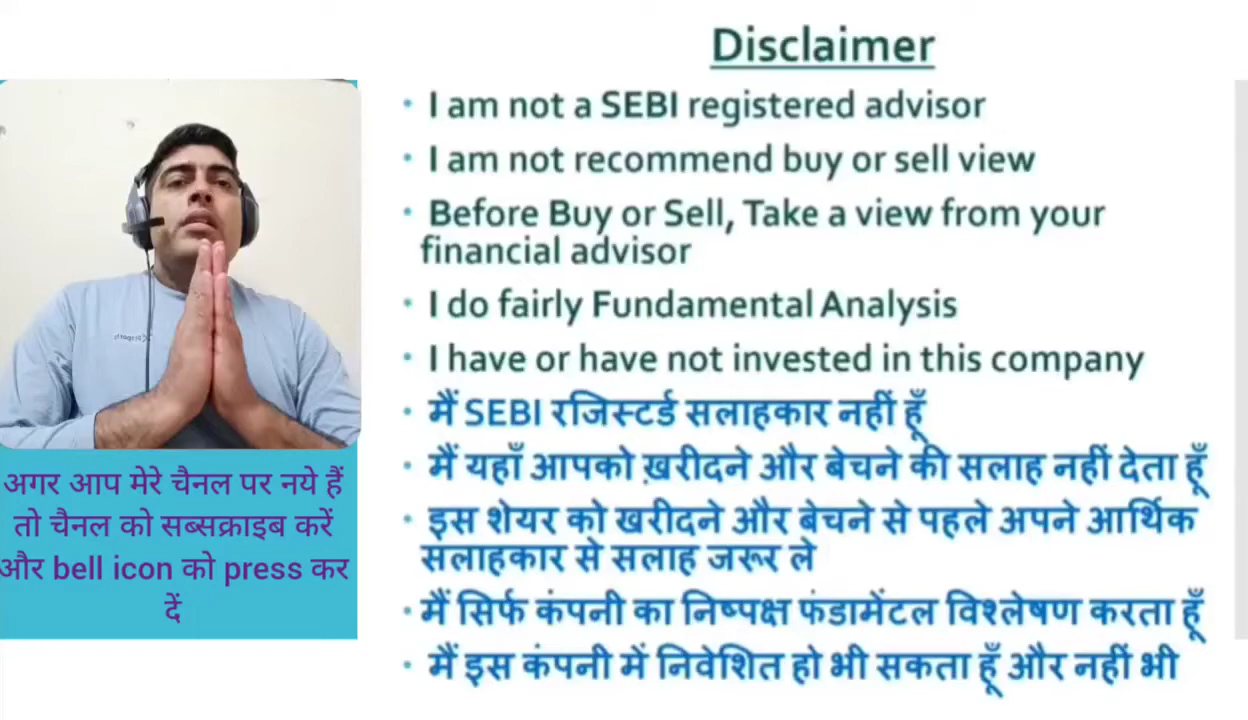 Disclaimer
• I am not a SEBI registered advisor
• I am not recommend buy or sell view
• Before Buy or Sell, Take a view from your
financial advisor
• I do fairly Fundamental Analysis
• I have or have not invested in this company
• मैं SEBI रजिस्टर्ड सलाहकार नहीं हूँ
• मैं यहाँ आपको ख़रीदने और बेचने की सलाह नहीं देता हूँ
• इस शेयर को खरीदने और बेचने से पहले अपने आर्थिक
सलाहकार से सलाह जरूर ले
• मैं सिर्फ कंपनी का निष्पक्ष फंडामेंटल विश्लेषण करता हूँ
• मैं इस कंपनी में निवेशित हो भी सकता हूँ और नहीं भी
अगर आप मेरे चैनल पर नये हैं
तो चैनल को सब्सक्राइब करें
और bell icon को press कर
दें